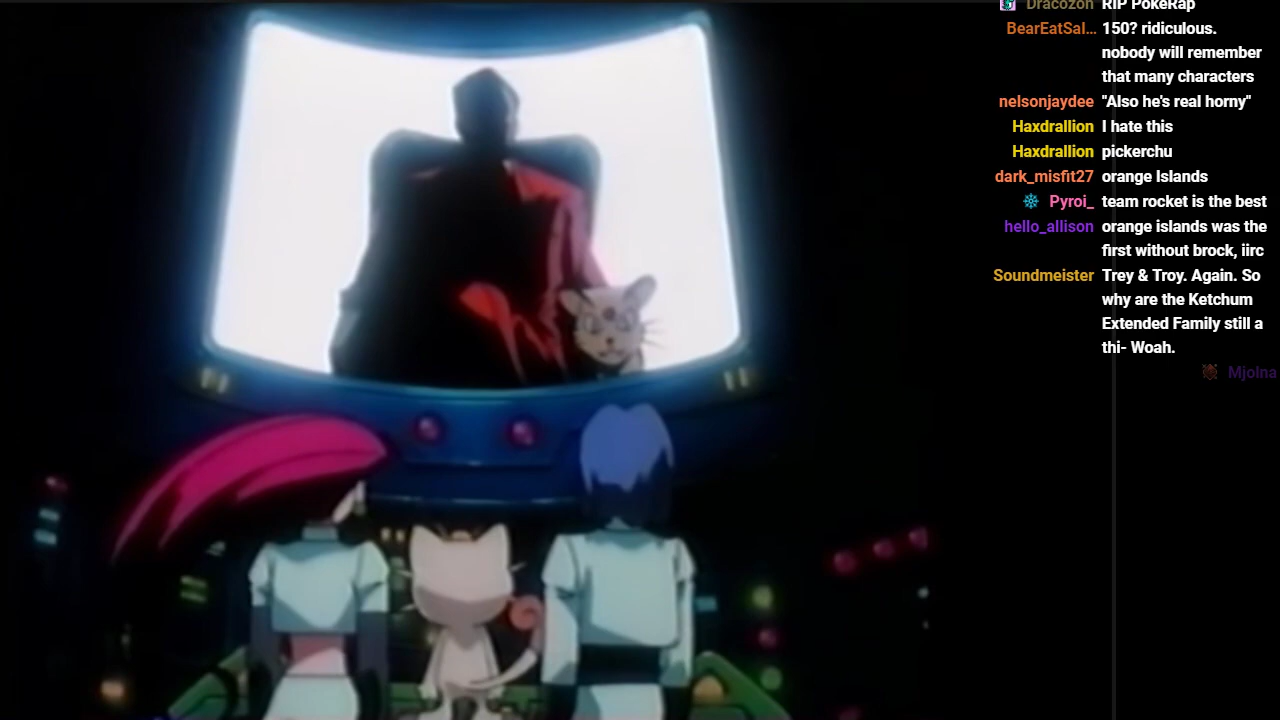 Dracozon RIP PokeRap
BearEatSal... 150? ridiculous.
nobody will remember
that many characters
nelsonjaydee "Also he's real horny"
Haxdrallion I hate this
Haxdrallion pickerchu
dark_misfit27 orange Islands
Pyroi_ team rocket is the best
hello_allison orange islands was the
first without brock, iirc
Soundmeister Trey & Troy. Again. So
why are the Ketchum
Extended Family still a
thi- Woah.
Mjolna